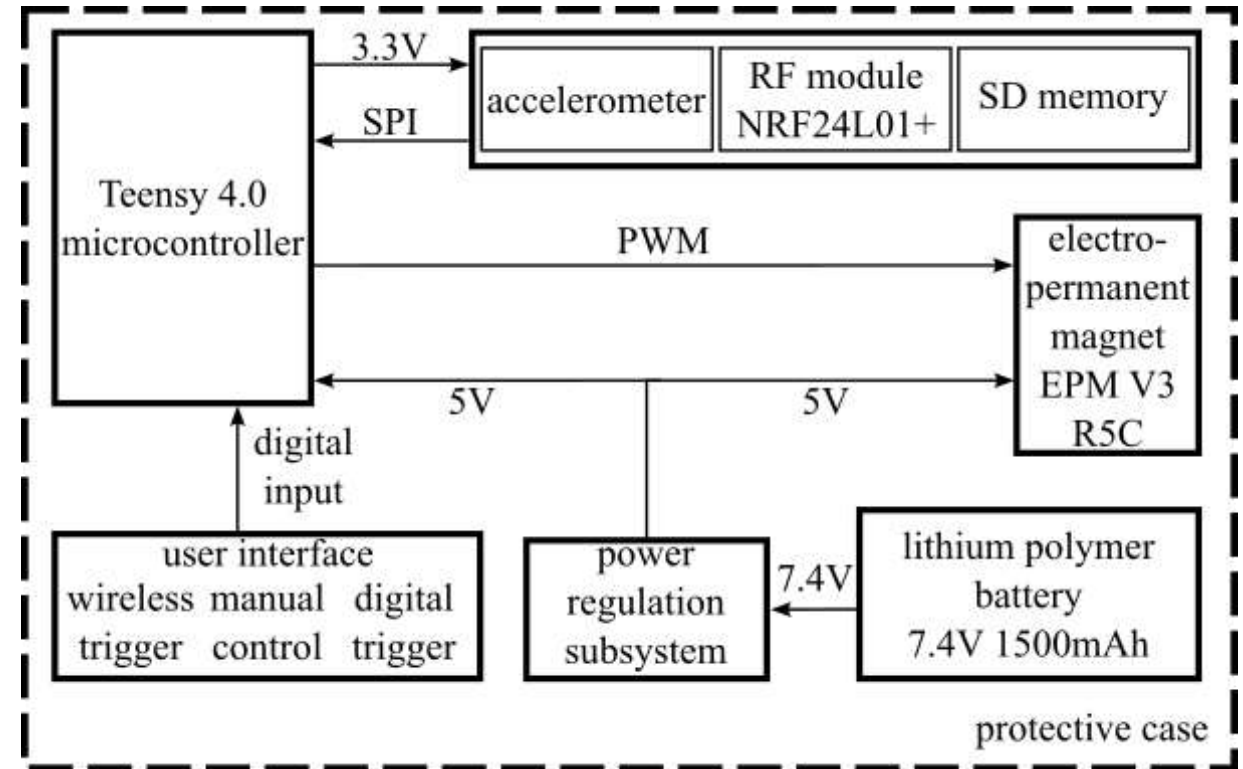 3.3V
SPI
accelerometer
RF module
NRF24L01+
SD memory
Teensy 4.0
microcontroller
PWM
electro-
permanent
magnet
EPM V3
R5C
5V
5V
digital
input
user interface
wireless manual digital
trigger control trigger
power
regulation
subsystem
7.4V
lithium polymer
battery
7.4V 1500mAh
protective case